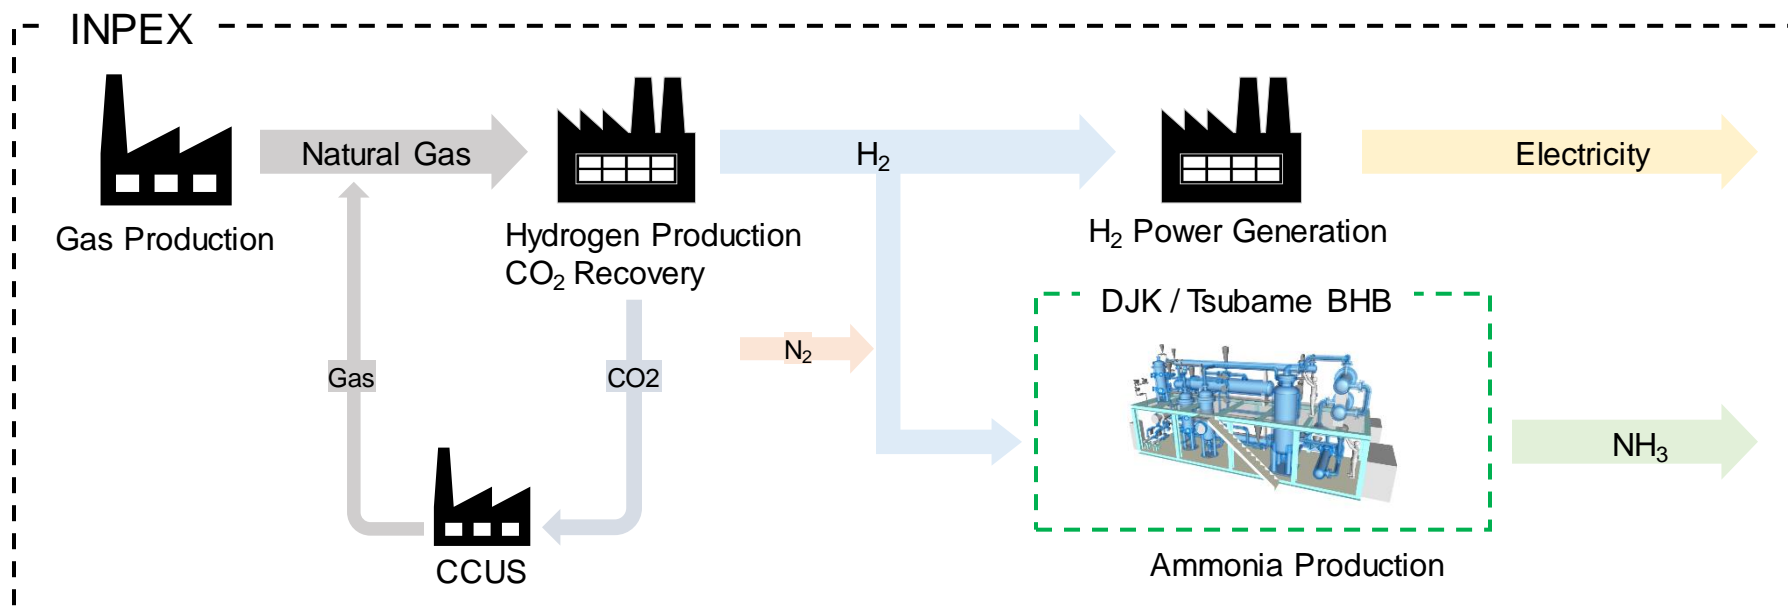 INPEX
Natural Gas
H₂
Electricity
Gas Production
Hydrogen Production
CO₂ Recovery
H₂ Power Generation
DJK / Tsubame BHB
N₂
Gas
CO2
NH₃
CCUS
Ammonia Production